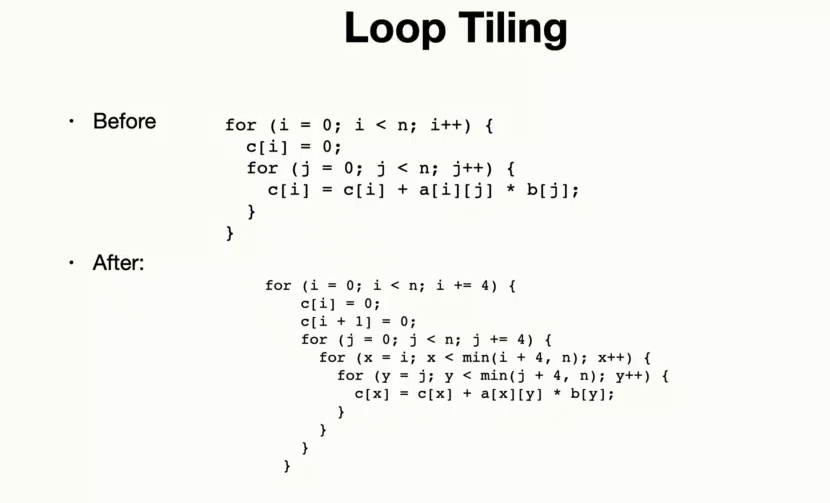 Loop Tiling
• Before
for (i = 0; i < n; i++) {
c[i] = 0;
for (j = 0; j < n; j++) {
c[i] = c[i] + a[i][j] * b[j];
}
}
• After:
for (i = 0; i < n; i += 4) {
c[i] = 0;
c[i + 1] = 0;
for (j = 0; j < n; j += 4) {
for (x = i; x < min(i + 4, n); x++) {
for (y = j; y < min(j + 4, n); y++) {
c[x] = c[x] + a[x][y] * b[y];
}
}
}
}